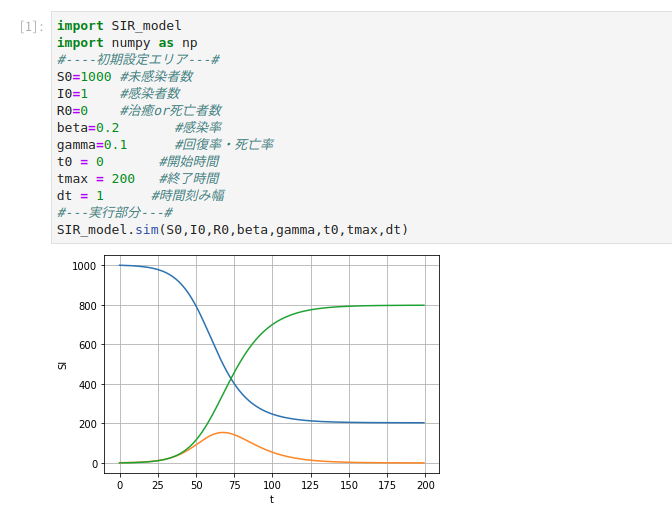 [1]: import SIR_model
import numpy as np
#----初期設定エリア---#
S0=1000 #未感染者数
I0=1 #感染者数
R0=0 #治癒or死亡者数
beta=0.2 #感染率
gamma=0.1 #回復率・死亡率
t0 = 0 #開始時間
tmax = 200 #終了時間
dt = 1 #時間刻み幅
#---実行部分---#
SIR_model.sim(S0,I0,R0,beta,gamma,t0,tmax,dt)
1000
800
600
SI
400
200
0
0 25 50 75 100 125 150 175 200
t